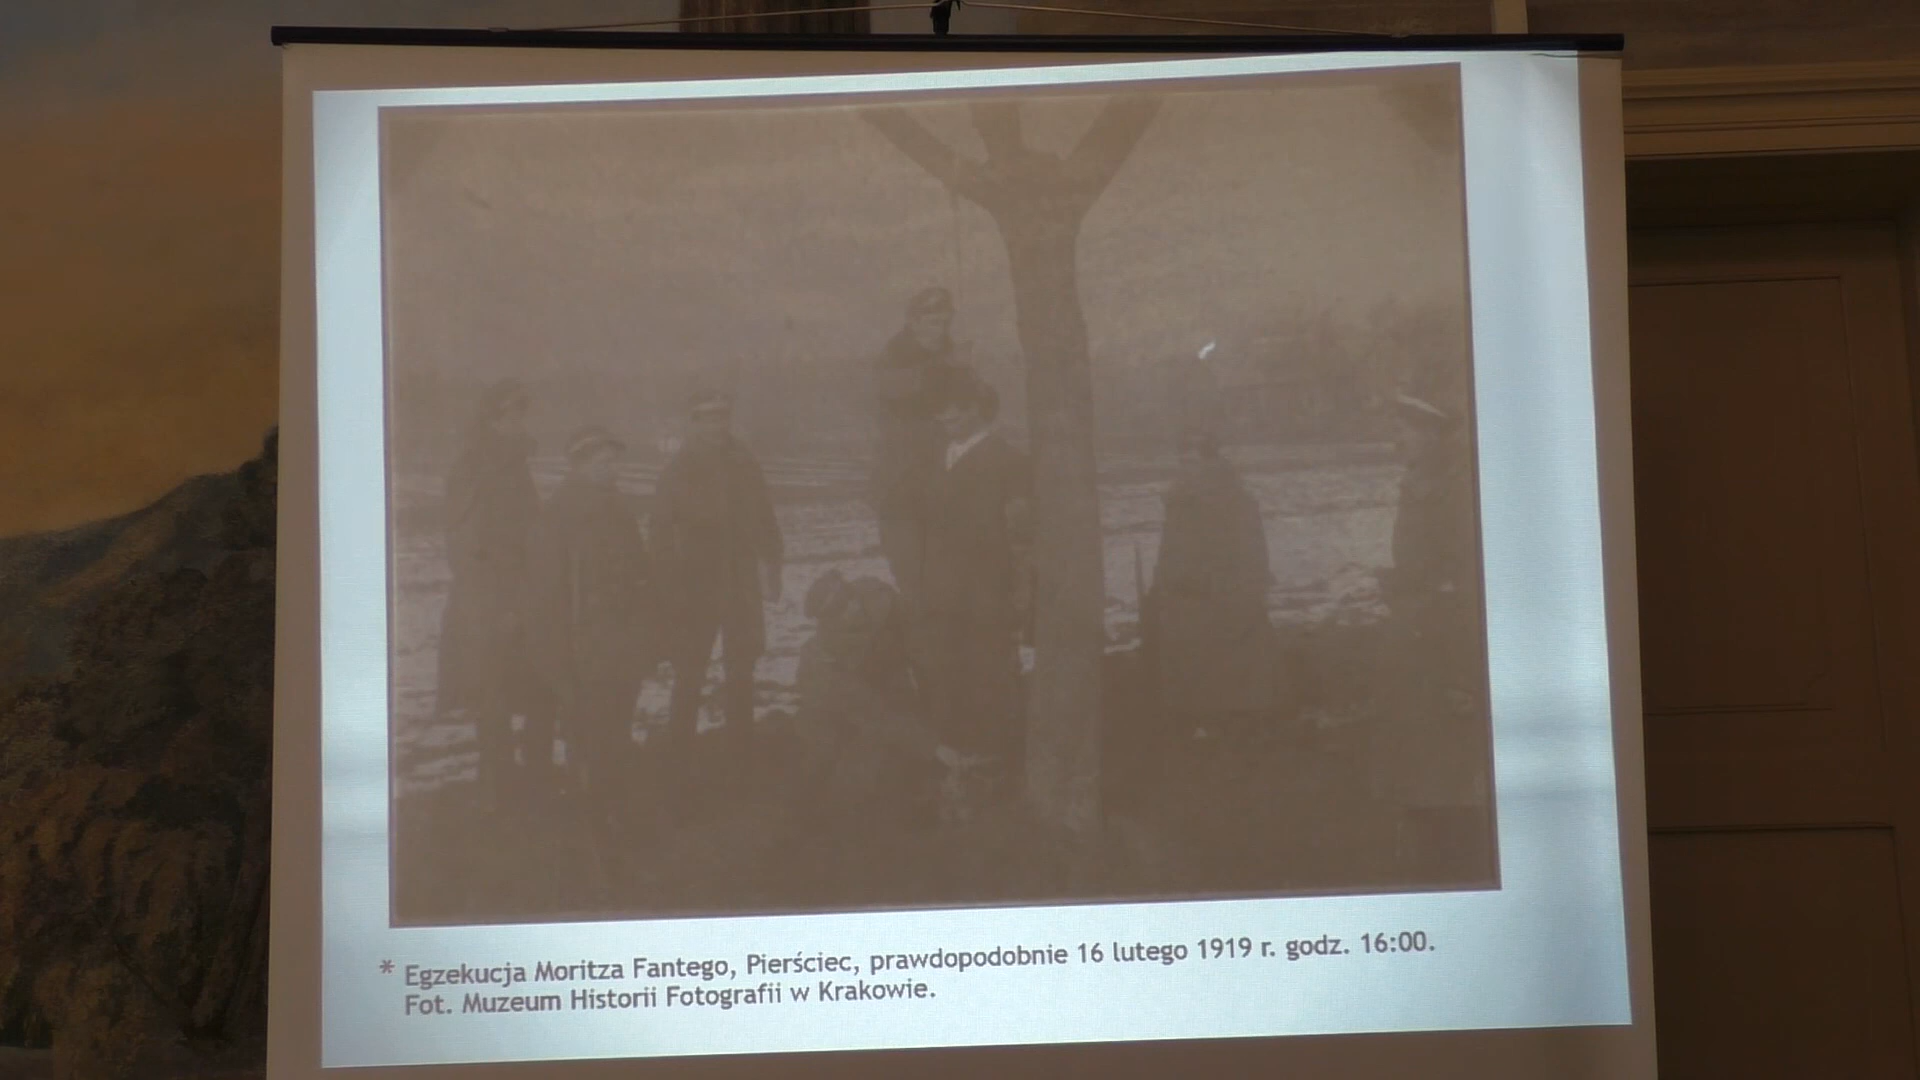 * Egzekucja Moritza Fantego, Pierściec, prawdopodobnie 16 lutego 1919 r. godz. 16:00.
Fot. Muzeum Historii Fotografii w Krakowie.